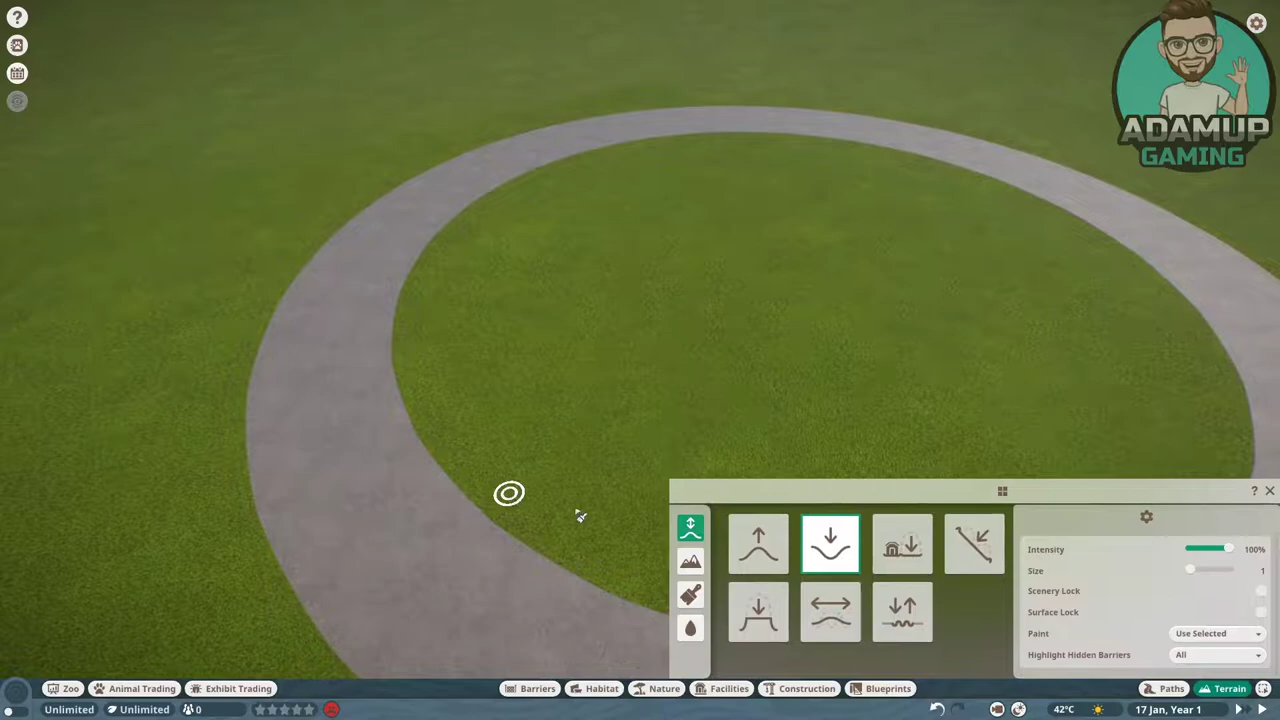 ?
ADAMUP
GAMING
? ×
Intensity 100%
Size 1
Scenery Lock
Surface Lock
Paint Use Selected
Highlight Hidden Barriers All
Zoo Animal Trading Exhibit Trading Barriers Habitat Nature Facilities Construction Blueprints Paths Terrain
Unlimited Unlimited 0 42°C 17 Jan, Year 1